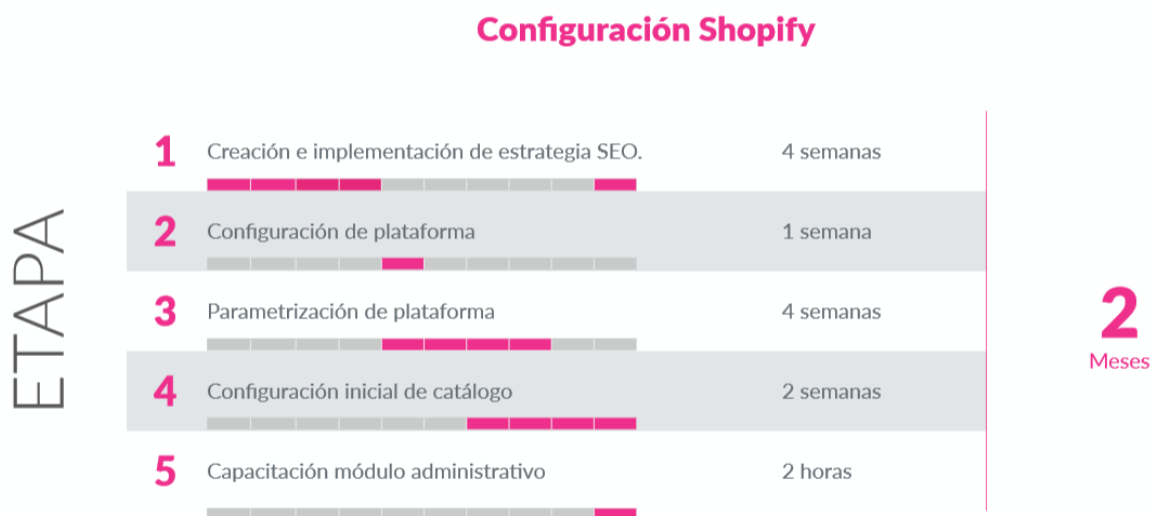 Configuración Shopify
ETAPA
1 Creación e implementación de estrategia SEO. 4 semanas
2 Configuración de plataforma 1 semana
3 Parametrización de plataforma 4 semanas
4 Configuración inicial de catálogo 2 semanas
5 Capacitación módulo administrativo 2 horas
2
Meses